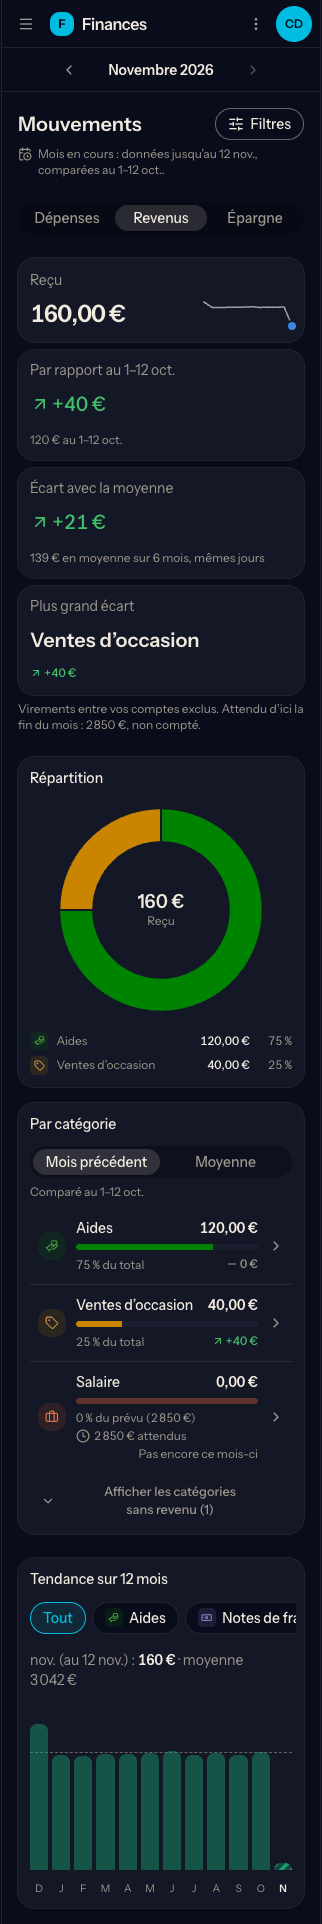 F Finances CD
Novembre 2026
Mouvements
Filtres
Mois en cours : données jusqu'au 12 nov.,
comparées au 1–12 oct..
Dépenses Revenus Épargne
Reçu
160,00 €
Par rapport au 1–12 oct.
+40 €
120 € au 1–12 oct.
Écart avec la moyenne
+21 €
139 € en moyenne sur 6 mois, mêmes jours
Plus grand écart
Ventes d'occasion
+40 €
Virements entre vos comptes exclus. Attendu d'ici la
fin du mois : 2 850 €, non compté.
Répartition
160 €
Reçu
Aides 120,00 € 75 %
Ventes d'occasion 40,00 € 25 %
Par catégorie
Mois précédent Moyenne
Comparé au 1–12 oct.
Aides 120,00 €
75 % du total — 0 €
Ventes d'occasion 40,00 €
25 % du total +40 €
Salaire 0,00 €
0 % du prévu (2 850 €)
2 850 € attendus
Pas encore ce mois-ci
Afficher les catégories
sans revenu (1)
Tendance sur 12 mois
Tout Aides Notes de fra
nov. (au 12 nov.) : 160 € · moyenne
3 042 €
D J F M A M J J A S O N